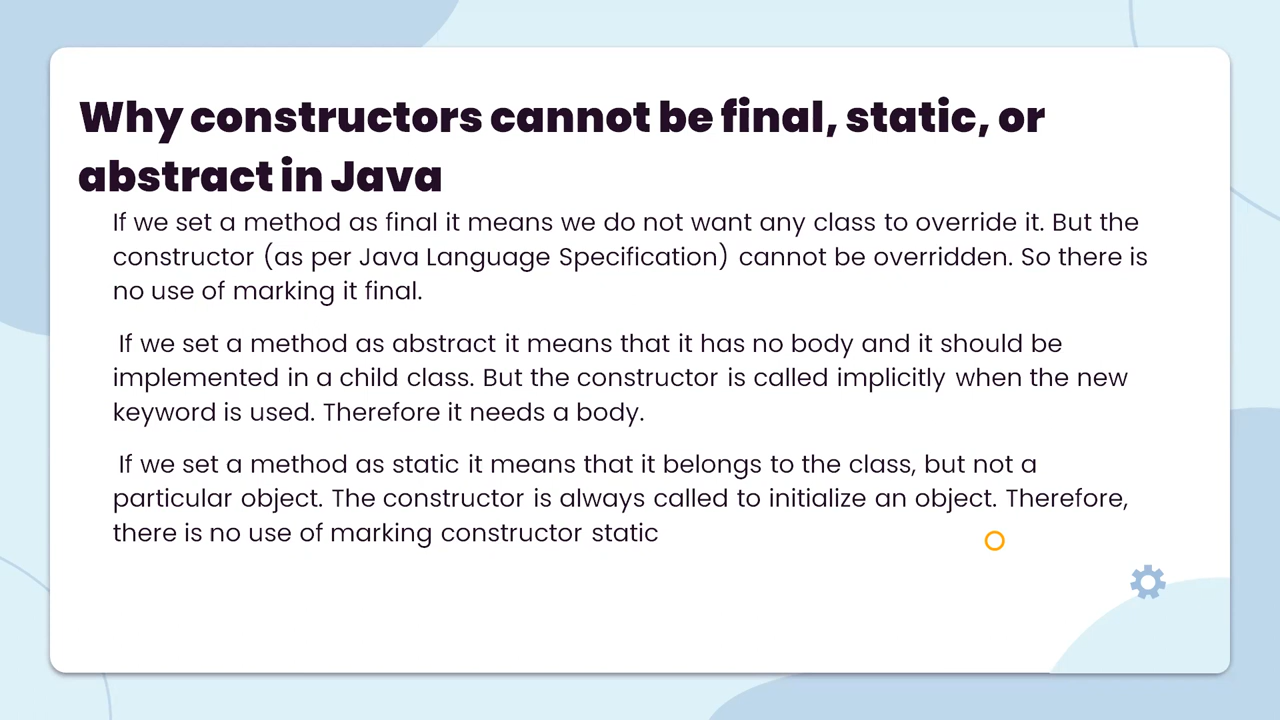 Why constructors cannot be final, static, or
abstract in Java
If we set a method as final it means we do not want any class to override it. But the
constructor (as per Java Language Specification) cannot be overridden. So there is
no use of marking it final.
If we set a method as abstract it means that it has no body and it should be
implemented in a child class. But the constructor is called implicitly when the new
keyword is used. Therefore it needs a body.
If we set a method as static it means that it belongs to the class, but not a
particular object. The constructor is always called to initialize an object. Therefore,
there is no use of marking constructor static